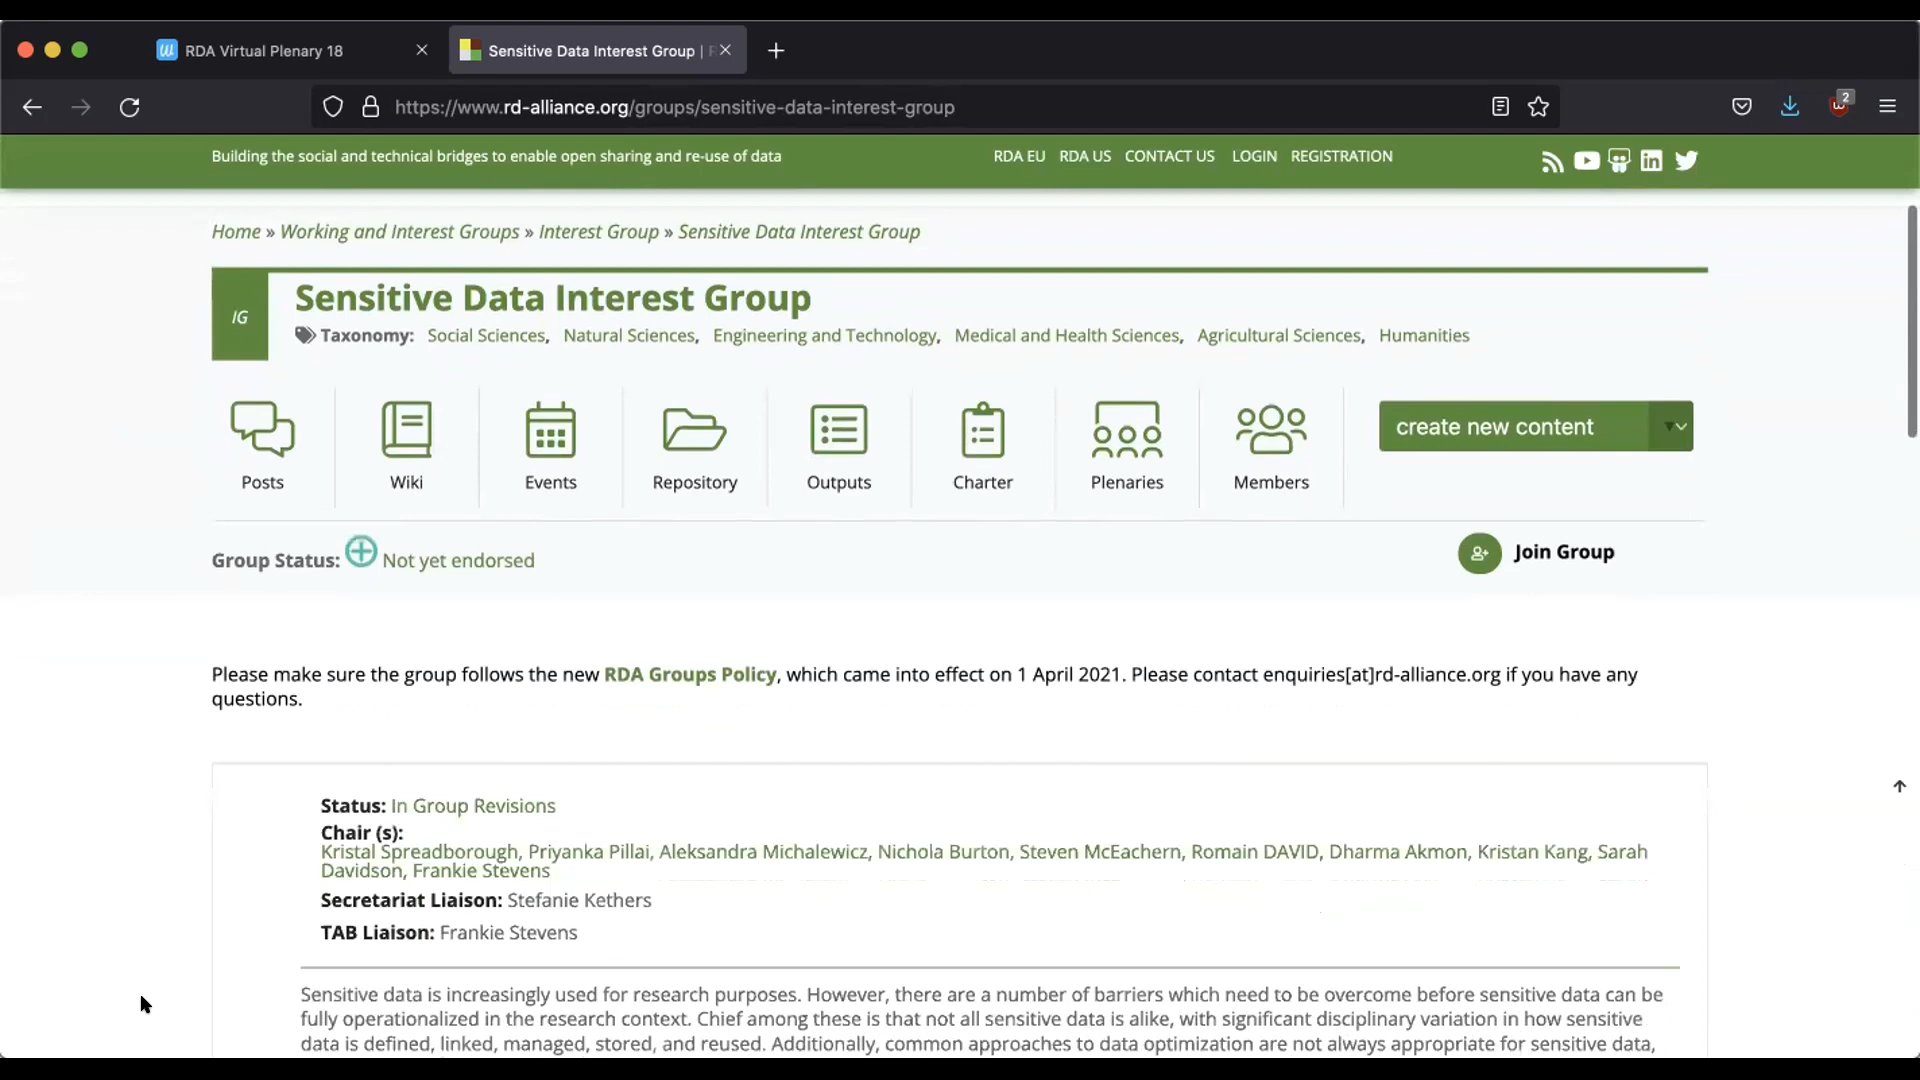 RDA Virtual Plenary 18
Sensitive Data Interest Group |
https://www.rd-alliance.org/groups/sensitive-data-interest-group
2
Building the social and technical bridges to enable open sharing and re-use of data
RDA EU RDA US CONTACT US LOGIN REGISTRATION
Home » Working and Interest Groups » Interest Group » Sensitive Data Interest Group
IG
Sensitive Data Interest Group
Taxonomy: Social Sciences, Natural Sciences, Engineering and Technology, Medical and Health Sciences, Agricultural Sciences, Humanities
Posts
Wiki
Events
Repository
Outputs
Charter
Plenaries
Members
create new content
Group Status: Not yet endorsed
Join Group
Please make sure the group follows the new RDA Groups Policy, which came into effect on 1 April 2021. Please contact enquiries[at]rd-alliance.org if you have any
questions.
Status: In Group Revisions
Chair (s):
Kristal Spreadborough, Priyanka Pillai, Aleksandra Michalewicz, Nichola Burton, Steven McEachern, Romain DAVID, Dharma Akmon, Kristan Kang, Sarah
Davidson, Frankie Stevens
Secretariat Liaison: Stefanie Kethers
TAB Liaison: Frankie Stevens
Sensitive data is increasingly used for research purposes. However, there are a number of barriers which need to be overcome before sensitive data can be
fully operationalized in the research context. Chief among these is that not all sensitive data is alike, with significant disciplinary variation in how sensitive
data is defined, linked, managed, stored, and reused. Additionally, common approaches to data optimization are not always appropriate for sensitive data,